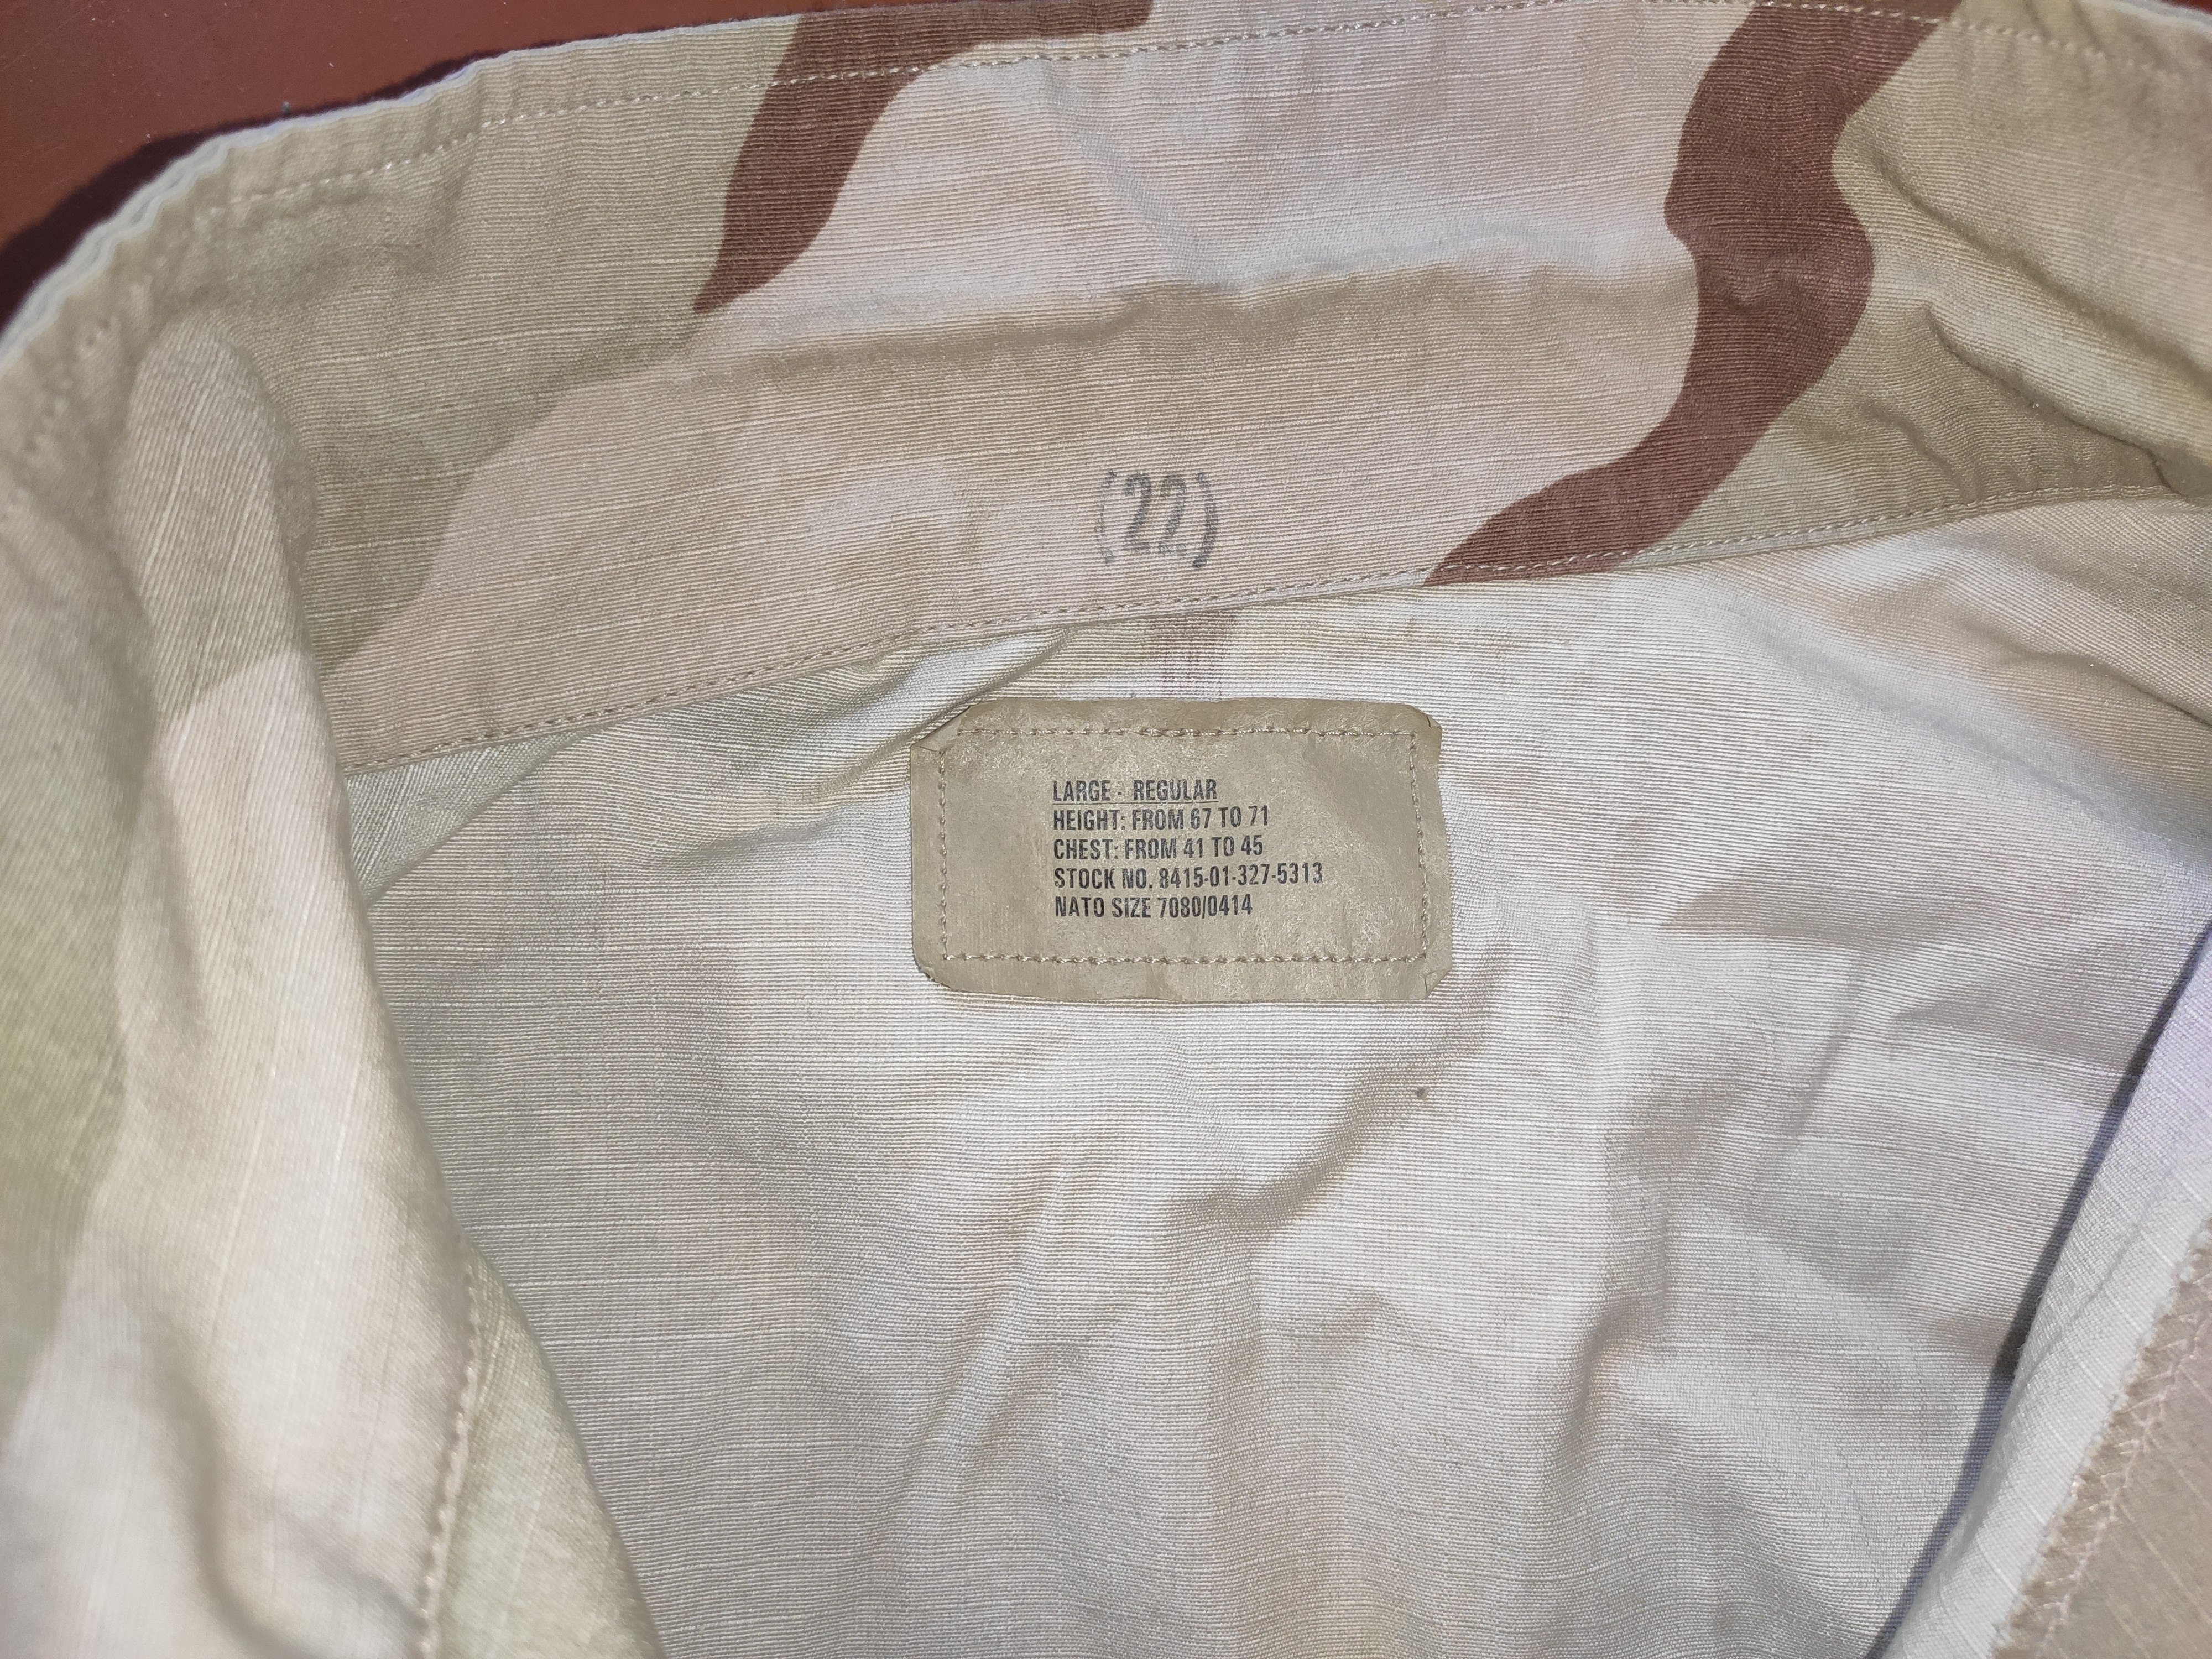 (22)
LARGE - REGULAR
HEIGHT: FROM 67 TO 71
CHEST: FROM 41 TO 45
STOCK NO. 8415-01-327-5313
NATO SIZE 7080/0414